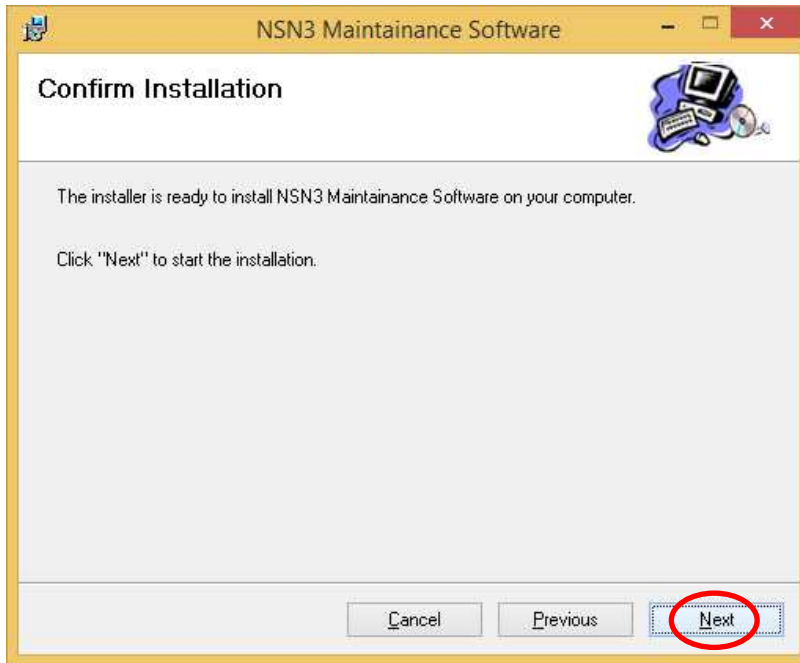 NSN3 Maintainance Software
Confirm Installation
The installer is ready to install NSN3 Maintainance Software on your computer.
Click "Next" to start the installation.
Cancel
Previous
Next